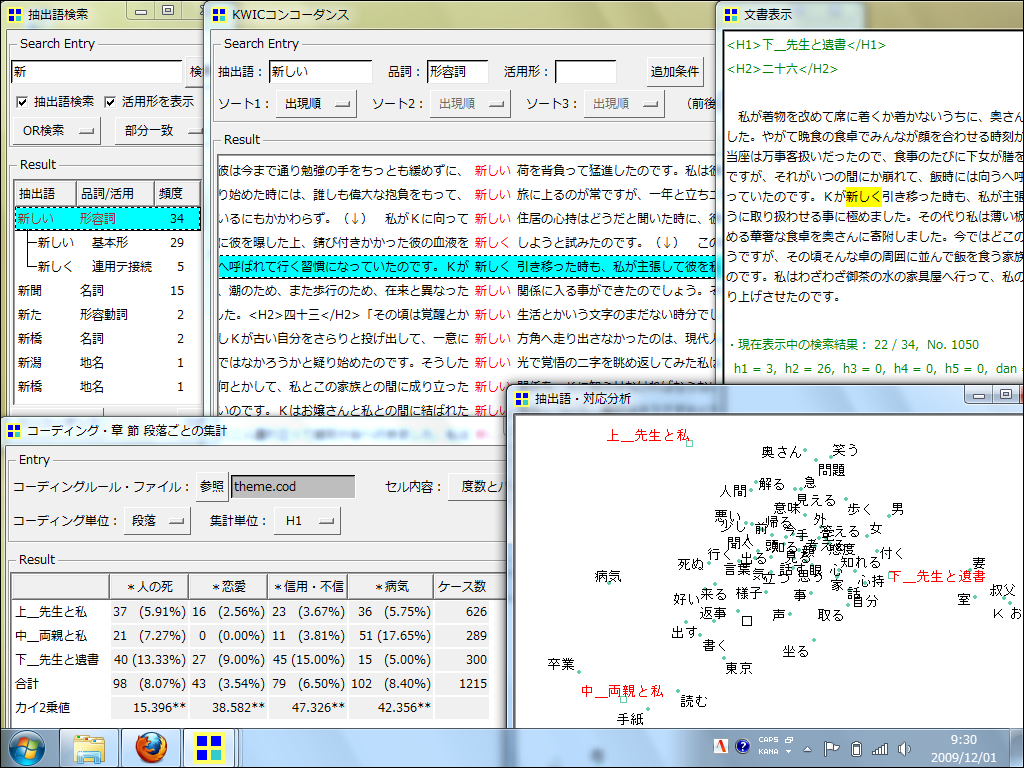 抽出語検索
Search Entry
新
検
抽出語検索 活用形を表示
OR検索 部分一致
Result
抽出語 品詞/活用 頻度
新しい 形容詞 34
新しい 基本形 29
新しく 連用テ接続 5
新聞 名詞 15
新た 形容動詞 2
新橋 名詞 2
新潟 地名 1
新橋 地名 1
KWICコンコーダンス
Search Entry
抽出語： 新しい 品詞： 形容詞 活用形： 追加条件
ソート1： 出現順 ソート2： 出現順 ソート3： 出現順 （前後
Result
彼は今まで通り勉強の手をちっとも緩めずに、 新しい 荷を背負って猛進したのです。私は彼
り始めた時には、誰しも偉大な抱負をもって、 新しい 旅に上るのが常ですが、一年と立ち二
いるにもかかわらず。（↓） 私がＫに向って 新しい 住居の心持はどうだと聞いた時に、彼
に彼を曝した上、錆び付きかかった彼の血液を 新しく しようと試みたのです。（↓） この
へ呼ばれて行く習慣になっていたのです。Ｋが 新しく 引き移った時も、私が主張して彼を私
、潮のため、また歩行のため、在来と異なった 新しい 関係に入る事ができたのでしょう。そ
した。<H2>四十三</H2>「その頃は覚醒とか 新しい 生活とかいう文字のまだない時分でし
しＫが古い自分をさらりと投げ出して、一意に 新しい 方角へ走り出さなかったのは、現代人
ではなかろうかと疑り始めたのです。そうした 新しい 光で覚悟の二字を眺め返してみた私は
何とかして、私とこの家族との間に成り立った 新しい
いのです。Ｋはお嬢さんと私との間に結ばれた 新しい
文書表示
<H1>下__先生と遺書</H1>
<H2>二十六</H2>
私が着物を改めて席に着くか着かないうちに、奥さん
した。やがて晩食の食卓でみんなが顔を合わせる時刻が
当座は万事客扱いだったので、食事のたびに下女が膳を
ですが、それがいつの間にか崩れて、飯時には向うへ呼
っていたのです。Ｋが新しく引き移った時も、私が主張
うに取り扱わせる事に極めました。その代り私は薄い板
める華奢な食卓を奥さんに寄附しました。今ではどこの
うですが、その頃そんな卓の周囲に並んで飯を食う家族
のです。私はわざわざ御茶の水の家具屋へ行って、私の
り上げさせたのです。
・現在表示中の検索結果： 22 / 34, No. 1050
h1 = 3, h2 = 26, h3 = 0, h4 = 0, h5 = 0, dan =
コーディング・章 節 段落ごとの集計
Entry
コーディングルール・ファイル： 参照 theme.cod セル内容： 度数と
コーディング単位： 段落 集計単位： H1
Result
＊人の死 ＊恋愛 ＊信用・不信 ＊病気 ケース数
上__先生と私 37 (5.91%) 16 (2.56%) 23 (3.67%) 36 (5.75%) 626
中__両親と私 21 (7.27%) 0 (0.00%) 11 (3.81%) 51 (17.65%) 289
下__先生と遺書 40 (13.33%) 27 (9.00%) 45 (15.00%) 15 (5.00%) 300
合計 98 (8.07%) 43 (3.54%) 79 (6.50%) 102 (8.40%) 1215
カイ2乗値 15.396** 38.582** 47.326** 42.356**
抽出語・対応分析
上__先生と私
奥さん 笑う
問題
人間 解る 急
見える
意味 歩く 男
悪い 帰る 外
少し 前 女
聞く 人
頭 態度
行く 出る 見る 付く
死ぬ 知れる 妻
言葉 気 立つ 話す 思う 眼 心
病気 家 心持 下__先生と遺書
来る 様子 事 話 叔父
好い 自分 室
返事 声 取る Ｋ お
出す
書く 坐る
卒業 東京
中__両親と私
読む
手紙
CAPS
KANA
9:30
2009/12/01